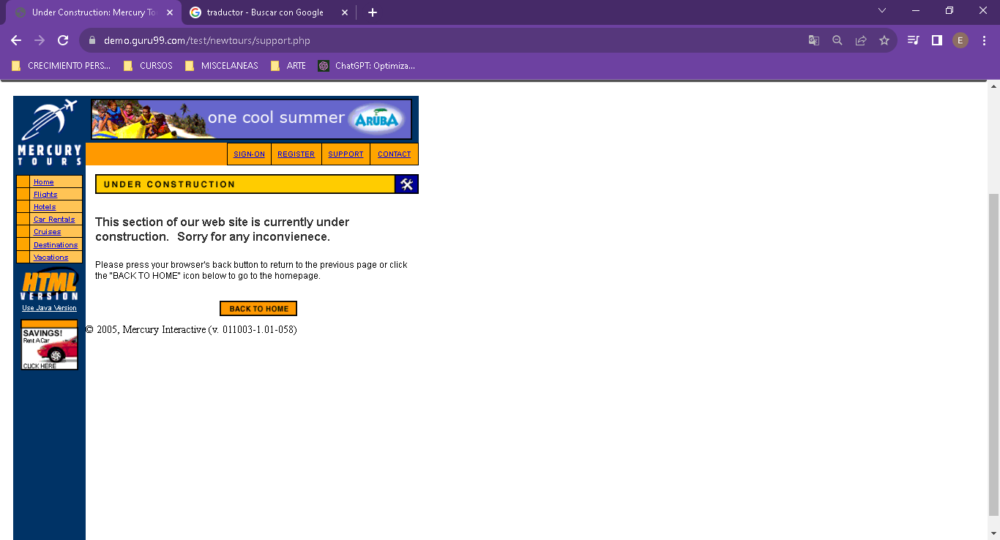 Under Construction: Mercury To
traductor - Buscar con Google
demo.guru99.com/test/newtours/support.php
E
CRECIMIENTO PERS...
CURSOS
MISCELANEAS
ARTE
ChatGPT: Optimiza...
MERCURY
TOURS
one cool summer
ARUBA
SIGN-ON
REGISTER
SUPPORT
CONTACT
Home
Flights
Hotels
Car Rentals
Cruises
Destinations
Vacations
HTML
VERSION
Use Java Version
SAVINGS!
Rent A Car
CLICK HERE
UNDER CONSTRUCTION
This section of our web site is currently under
construction. Sorry for any inconvienece.
Please press your browser's back button to return to the previous page or click
the "BACK TO HOME" icon below to go to the homepage.
BACK TO HOME
© 2005, Mercury Interactive (v. 011003-1.01-058)